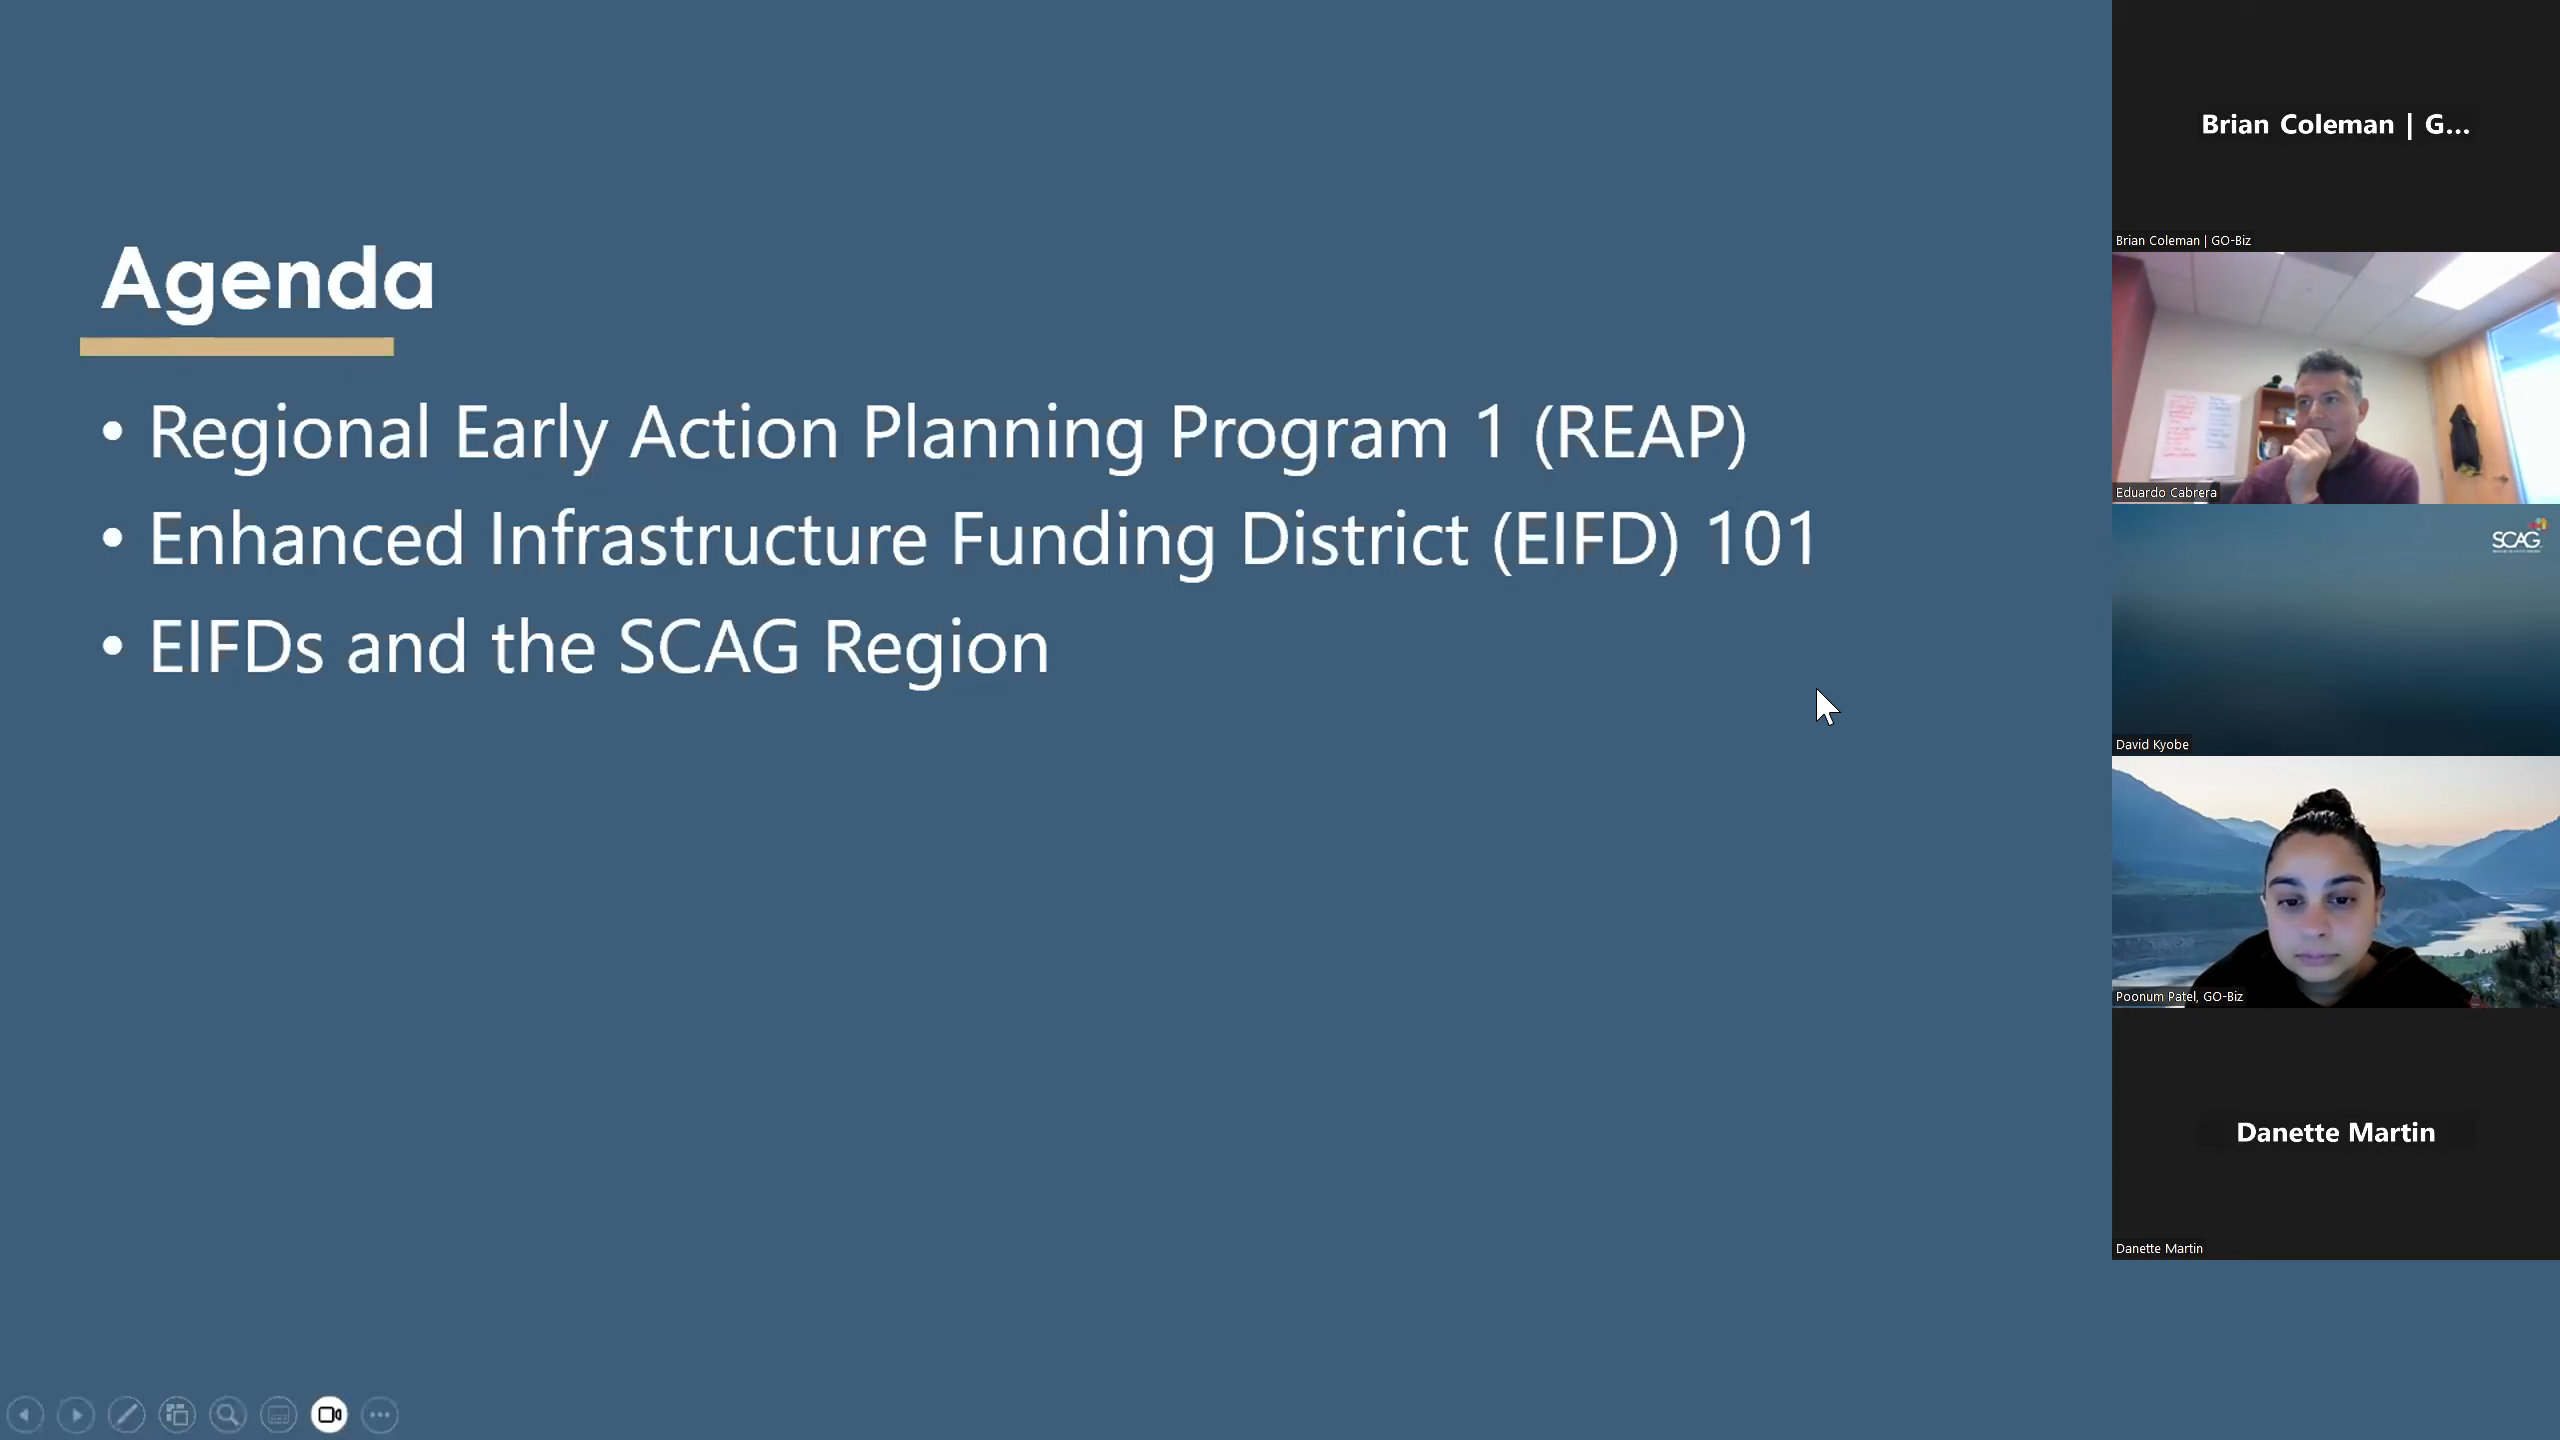 Agenda
• Regional Early Action Planning Program 1 (REAP)
• Enhanced Infrastructure Funding District (EIFD) 101
• EIFDs and the SCAG Region
Brian Coleman | G...
Brian Coleman | GO-Biz
Eduardo Cabrera
SCAG
David Kyobe
Poonum Patel, GO-Biz
Danette Martin
Danette Martin